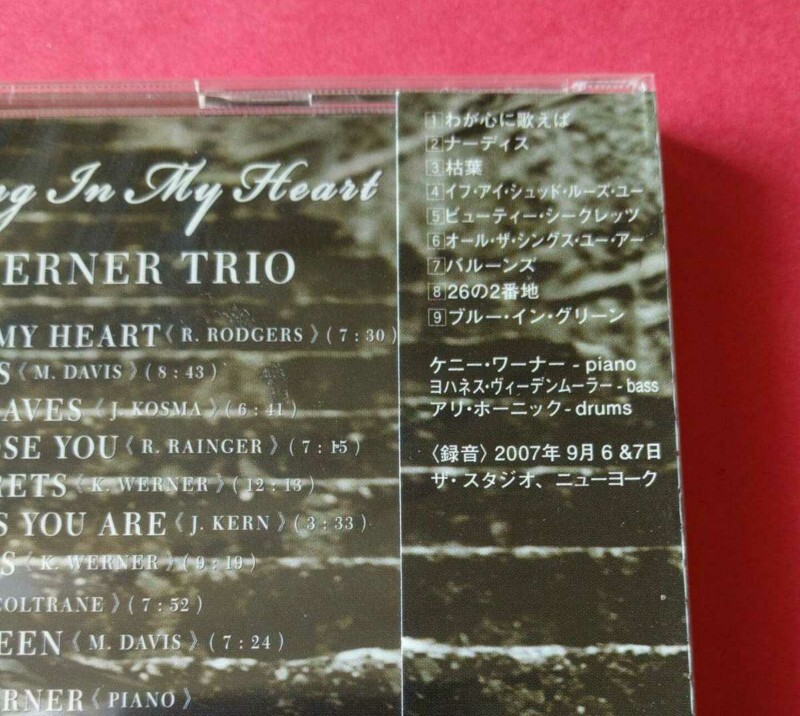 ng In My Heart
ERNER TRIO
MY HEART《 R. RODGERS 》( 7 : 30 )
S《 M. DAVIS 》( 8 : 43 )
AVES《 J. KOSMA 》( 6 : 41 )
OSE YOU《 R. RAINGER 》( 7 : 15 )
RETS《 K. WERNER 》( 12 : 13 )
S YOU ARE《 J. KERN 》( 3 : 33 )
S《 K. WERNER 》( 9 : 19 )
COLTRANE 》( 7 : 52 )
EEN《 M. DAVIS 》( 7 : 24 )
ERNER《 PIANO 》
1 わが心に歌えば
2 ナーディス
3 枯葉
4 イフ・アイ・シュッド・ルーズ・ユー
5 ビューティー・シークレッツ
6 オール・ザ・シングス・ユー・アー
7 バルーンズ
8 26の2番地
9 ブルー・イン・グリーン
ケニー・ワーナー - piano
ヨハネス・ヴィーデンムーラー - bass
アリ・ホーニック - drums
〈録音〉2007年 9月 6 &7日
ザ・スタジオ、ニューヨーク